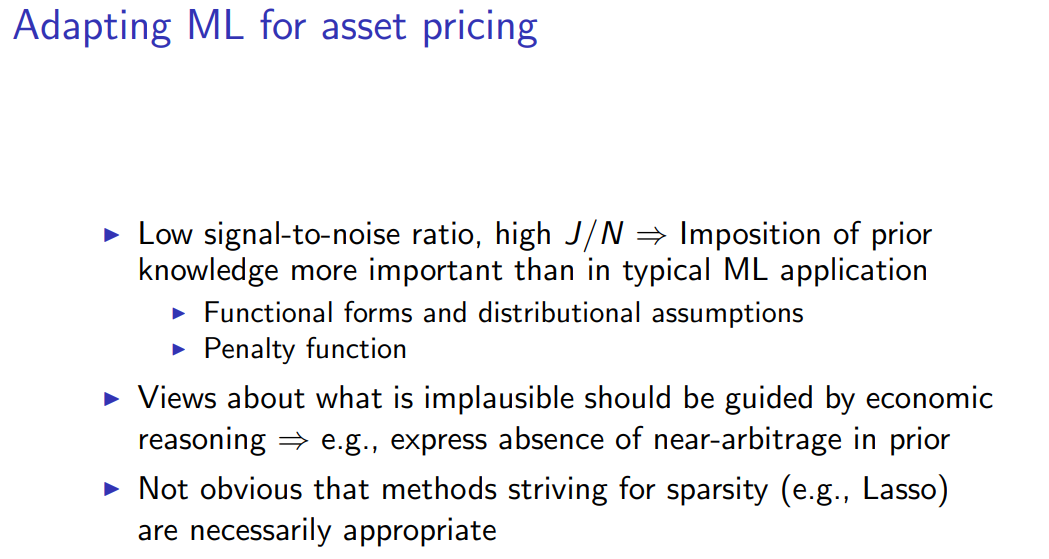 Adapting ML for asset pricing
▶ Low signal-to-noise ratio, high J/N ⇒ Imposition of prior
knowledge more important than in typical ML application
▶ Functional forms and distributional assumptions
▶ Penalty function
▶ Views about what is implausible should be guided by economic
reasoning ⇒ e.g., express absence of near-arbitrage in prior
▶ Not obvious that methods striving for sparsity (e.g., Lasso)
are necessarily appropriate